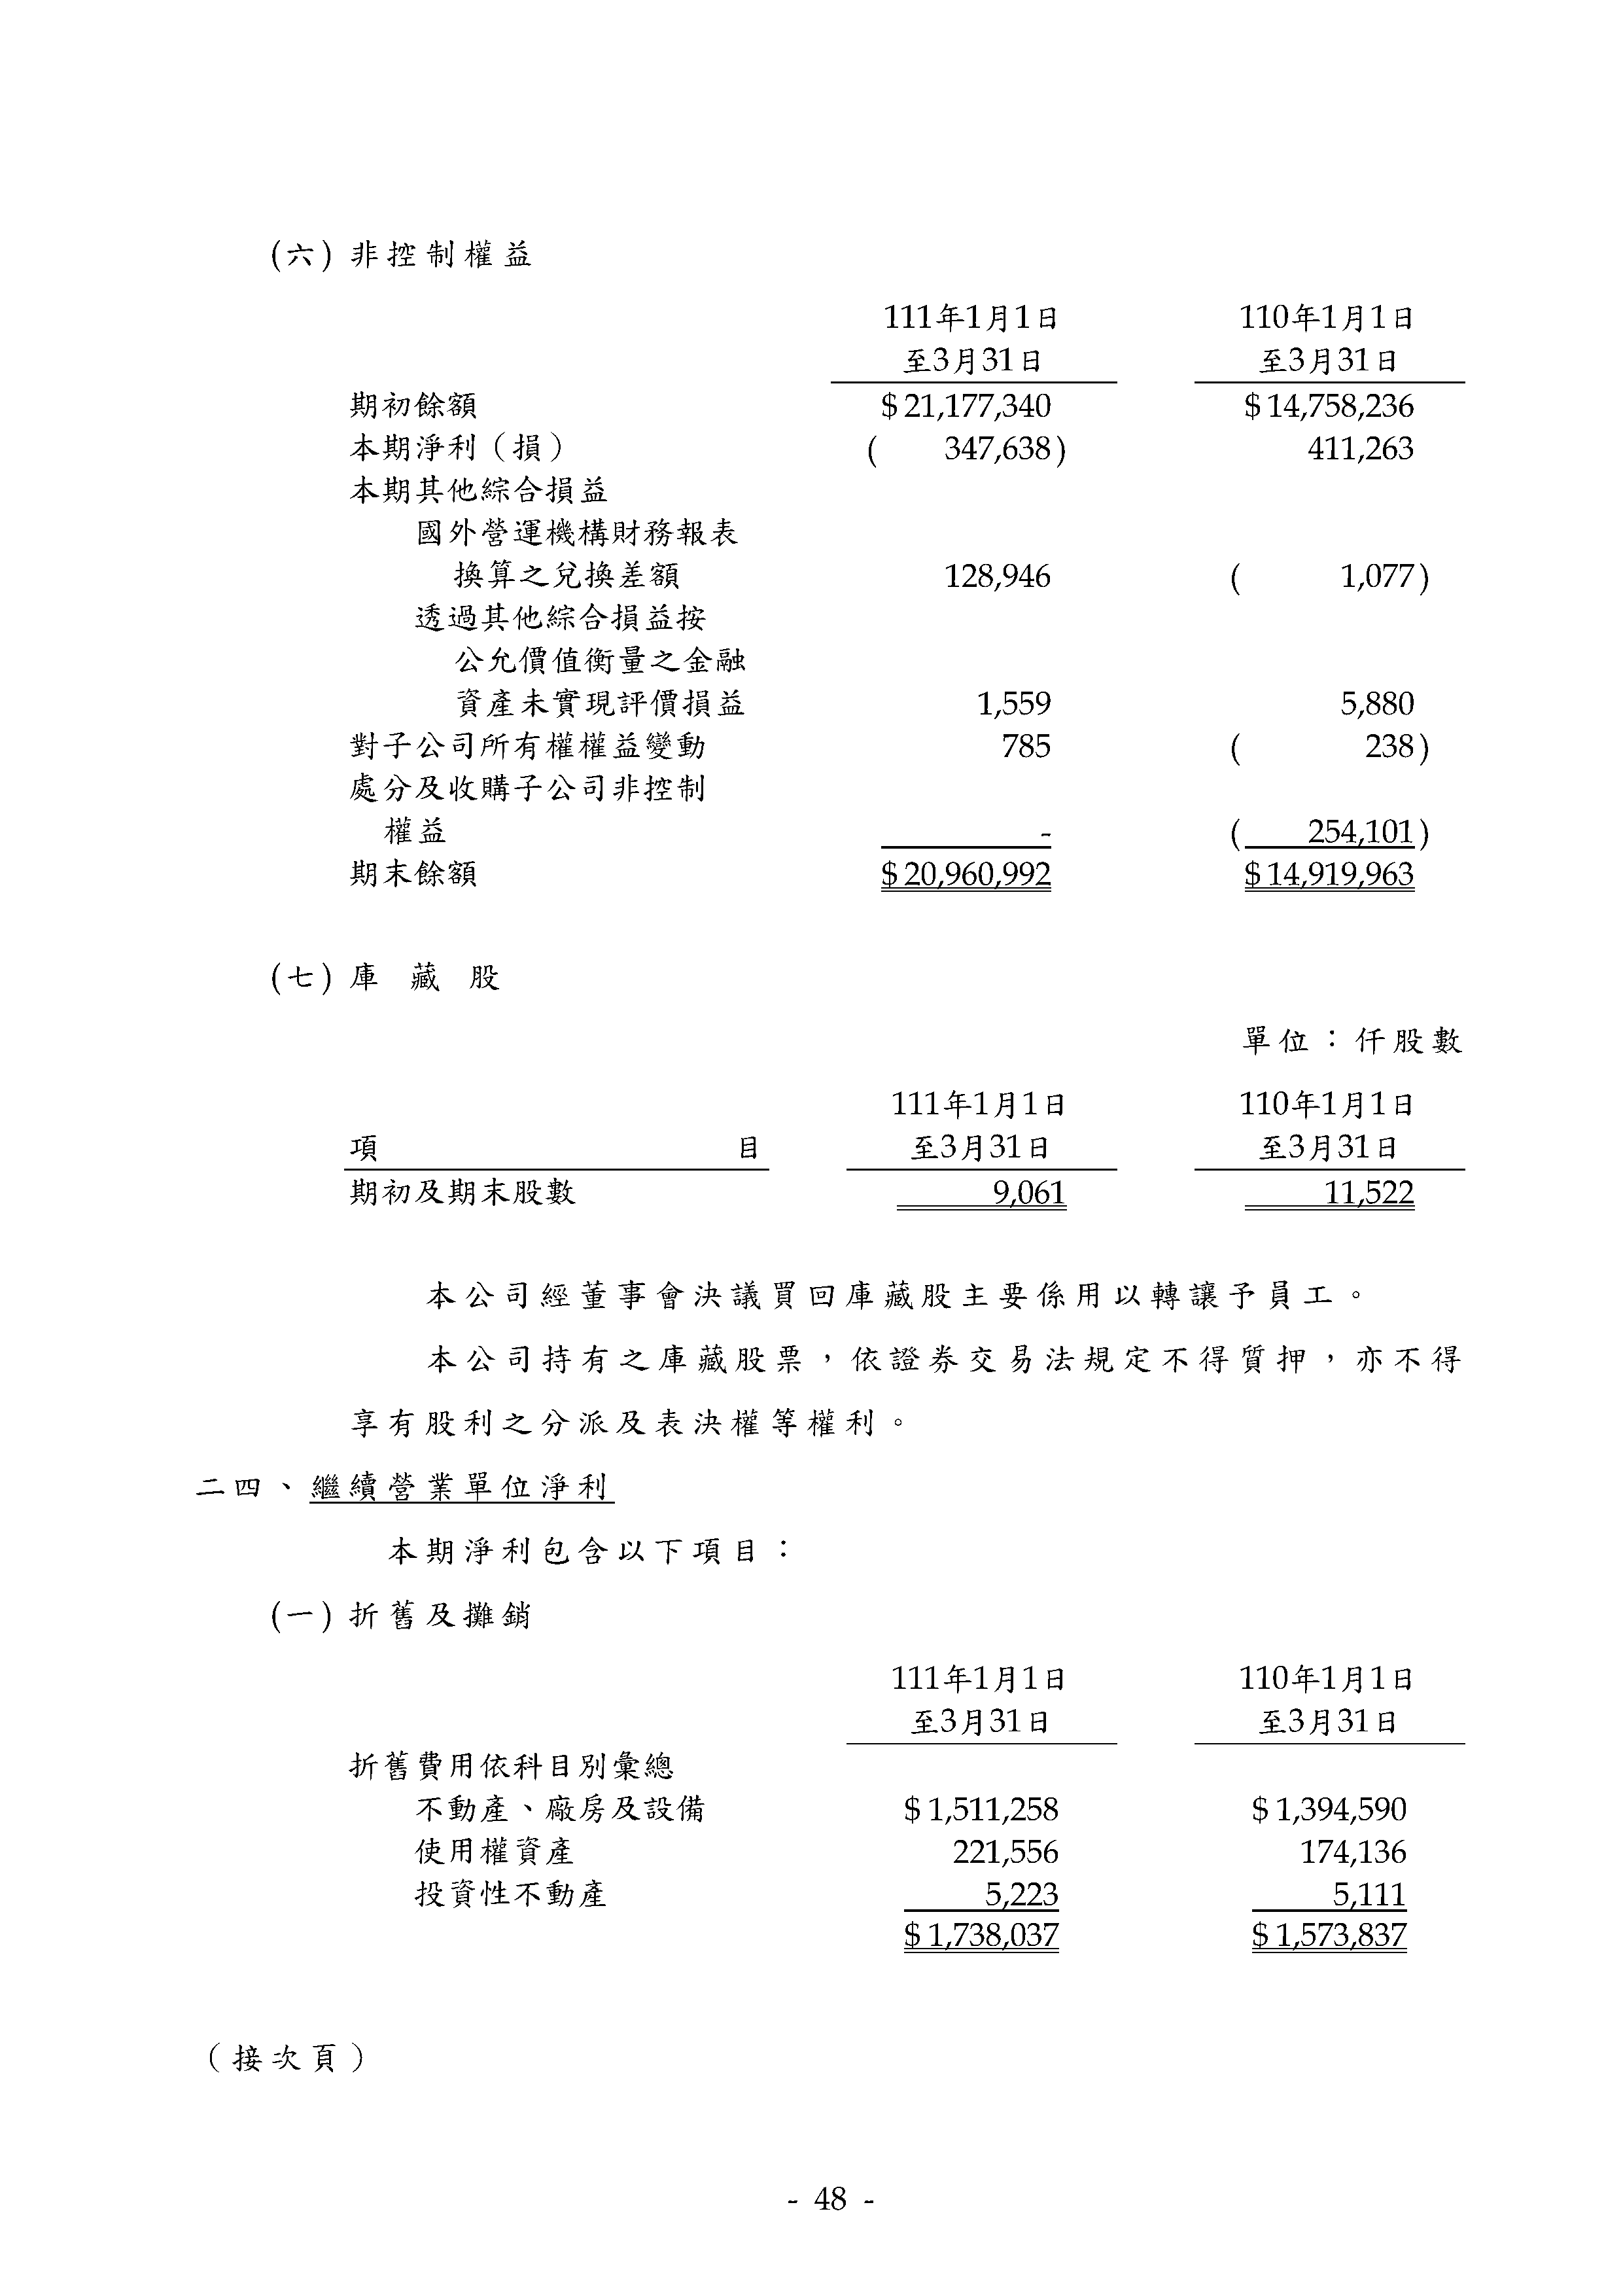 (六) 非控制權益
111年1月1日 110年1月1日
至3月31日 至3月31日
期初餘額 $ 21,177,340 $ 14,758,236
本期淨利（損） ( 347,638) 411,263
本期其他綜合損益
國外營運機構財務報表
換算之兌換差額 128,946 ( 1,077)
透過其他綜合損益按
公允價值衡量之金融
資產未實現評價損益 1,559 5,880
對子公司所有權權益變動 785 ( 238)
處分及收購子公司非控制
權益 - ( 254,101)
期末餘額 $ 20,960,992 $ 14,919,963
(七) 庫藏股
單位：仟股數
111年1月1日 110年1月1日
項目 至3月31日 至3月31日
期初及期末股數 9,061 11,522
本公司經董事會決議買回庫藏股主要係用以轉讓予員工。
本公司持有之庫藏股票，依證券交易法規定不得質押，亦不得
享有股利之分派及表決權等權利。
二四、繼續營業單位淨利
本期淨利包含以下項目：
(一) 折舊及攤銷
111年1月1日 110年1月1日
至3月31日 至3月31日
折舊費用依科目別彙總
不動產、廠房及設備 $ 1,511,258 $ 1,394,590
使用權資產 221,556 174,136
投資性不動產 5,223 5,111
$ 1,738,037 $ 1,573,837
（接次頁）
- 48 -